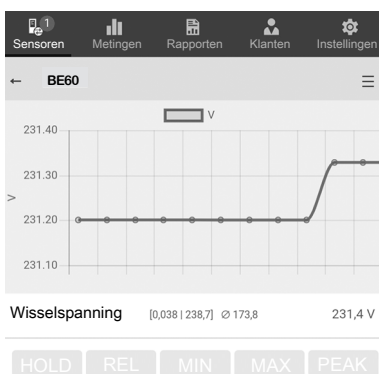 1
Sensoren Metingen Rapporten Klanten Instellingen
← BE60 ☰
V
231.40
231.30
V
231.20
231.10
Wisselspanning [0,038 | 238,7] ∅ 173,8 231,4 V
HOLD REL MIN MAX PEAK